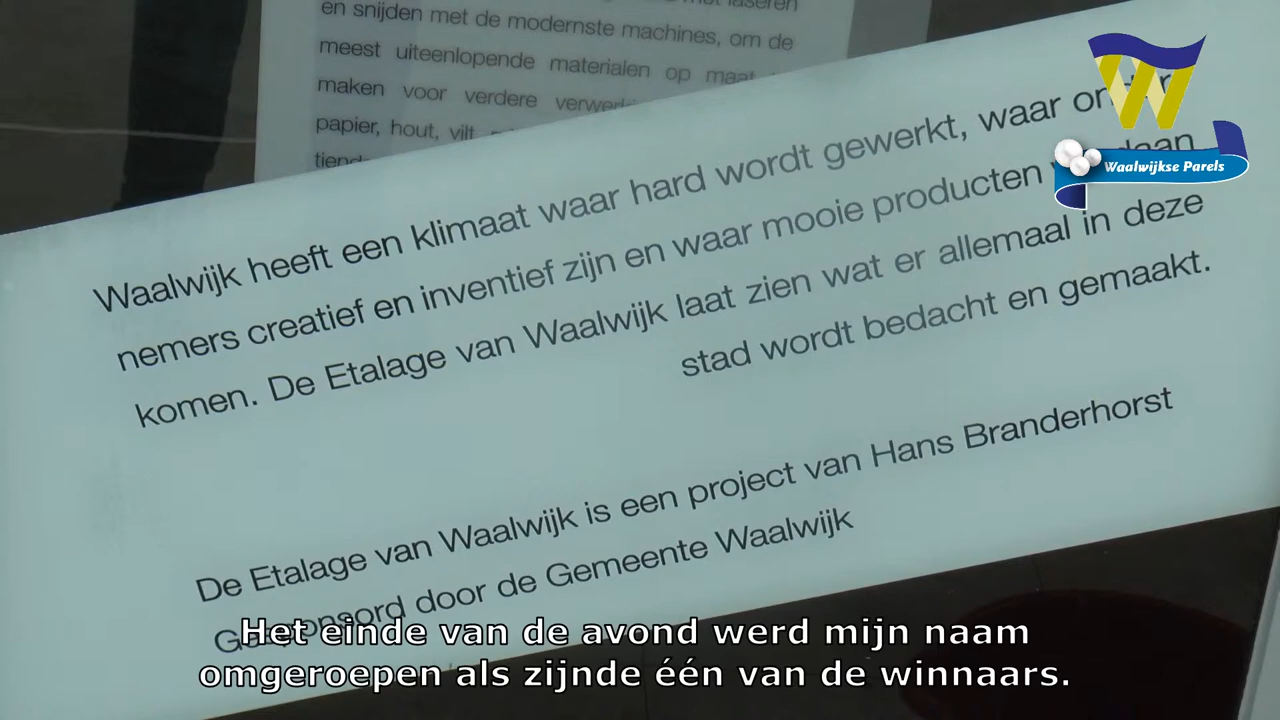 en snijden met de modernste machines, om de
meest uiteenlopende materialen op maat
maken voor verdere
papier, hout, vilt
Waalwijk heeft een klimaat waar hard wordt gewerkt, waar
nemers creatief en inventief zijn en waar mooie producten
komen. De Etalage van Waalwijk laat zien wat er allemaal in deze
stad wordt bedacht en gemaakt.
De Etalage van Waalwijk is een project van Hans Branderhorst
Gesponsord door de Gemeente Waalwijk
W
Waalwijkse Parels
Het einde van de avond werd mijn naam
omgeroepen als zijnde één van de winnaars.